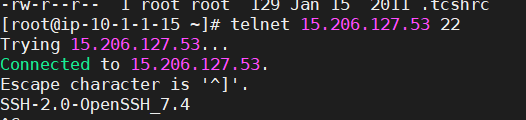 -rw-r--r-- 1 root root 129 Jan 15 2011 .tcshrc
[root@ip-10-1-1-15 ~]# telnet 15.206.127.53 22
Trying 15.206.127.53...
Connected to 15.206.127.53.
Escape character is '^]'.
SSH-2.0-OpenSSH_7.4